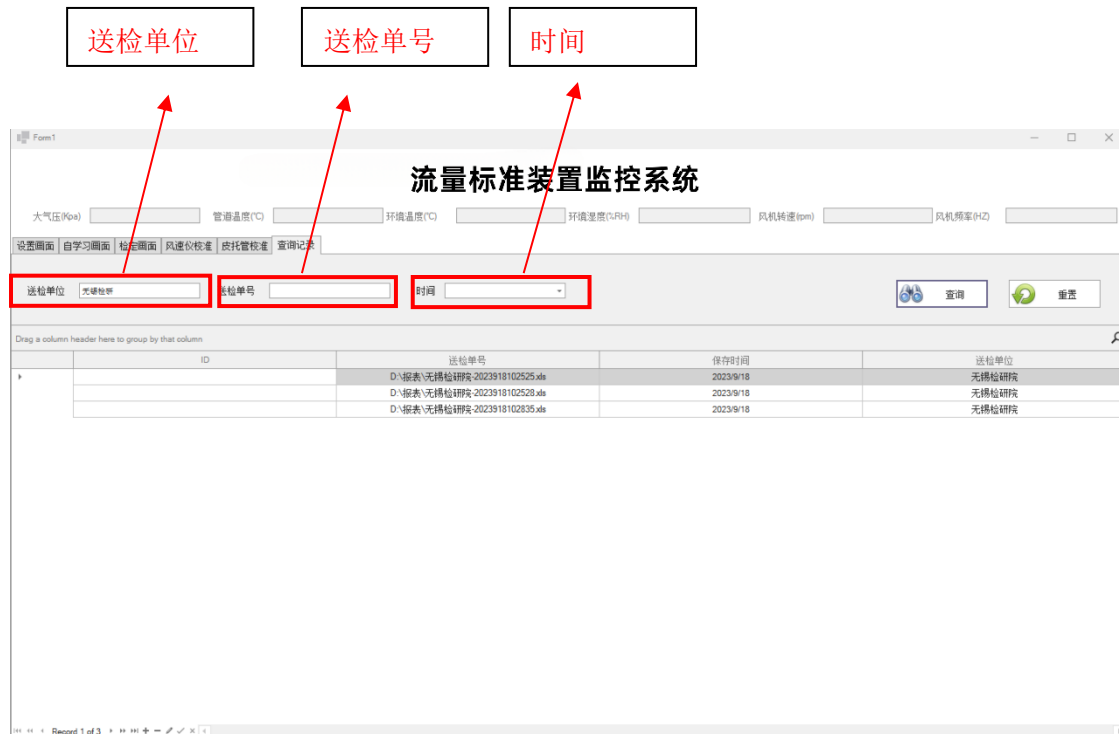 送检单位 送检单号 时间
Form1
流量标准装置监控系统
大气压(Kpa) 管道温度(℃) 环境温度(℃) 环境湿度(%RH) 风机转速(rpm) 风机频率(HZ)
设置画面 自学习画面 检定画面 风速仪校准 皮托管校准 查询记录
送检单位 无锡检研 送检单号 时间 查询 重置
Drag a column header here to group by that column
ID 送检单号 保存时间 送检单位
D:\报表\无锡检研院-2023918102525.xls 2023/9/18 无锡检研院
D:\报表\无锡检研院-2023918102528.xls 2023/9/18 无锡检研院
D:\报表\无锡检研院-2023918102835.xls 2023/9/18 无锡检研院
Record 1 of 3